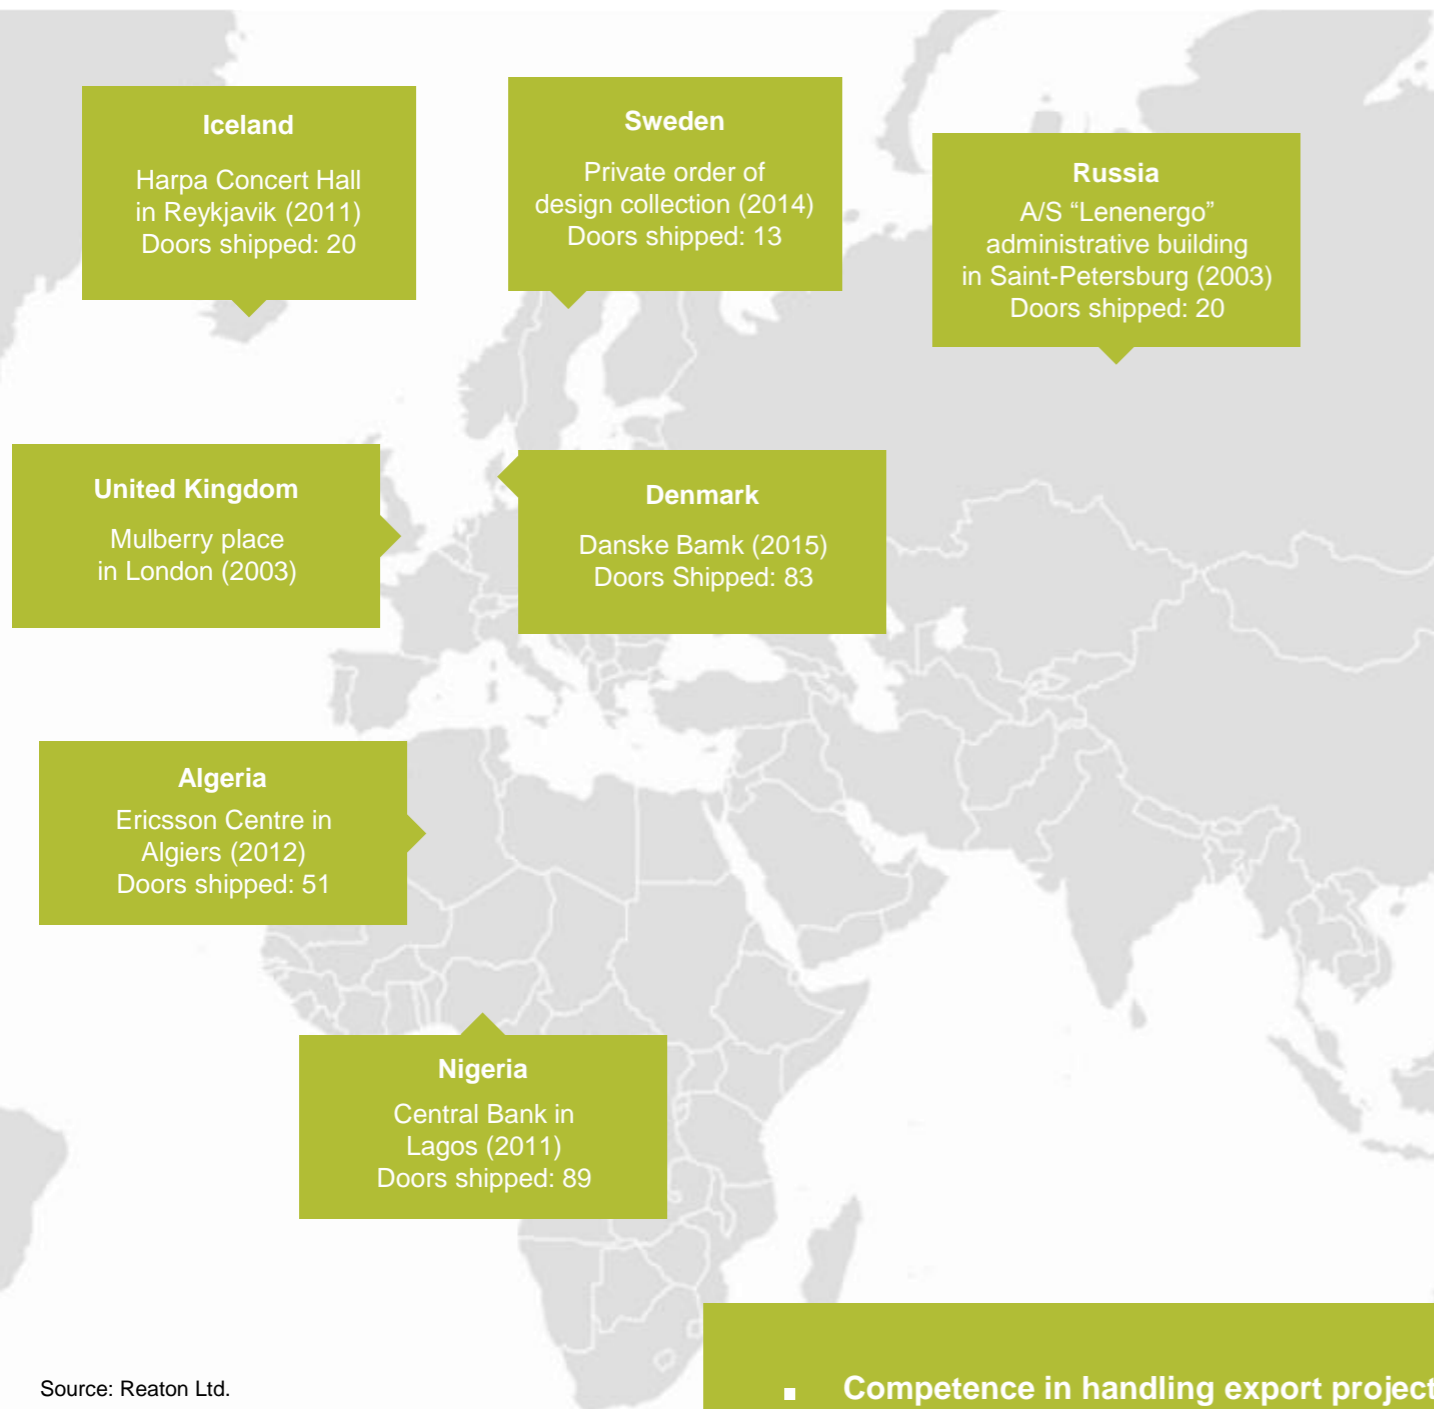 Iceland
Harpa Concert Hall
in Reykjavik (2011)
Doors shipped: 20
Sweden
Private order of
design collection (2014)
Doors shipped: 13
Russia
A/S “Lenenergo”
administrative building
in Saint-Petersburg (2003)
Doors shipped: 20
United Kingdom
Mulberry place
in London (2003)
Denmark
Danske Bamk (2015)
Doors Shipped: 83
Algeria
Ericsson Centre in
Algiers (2012)
Doors shipped: 51
Nigeria
Central Bank in
Lagos (2011)
Doors shipped: 89
Source: Reaton Ltd.
▪ Competence in handling export project